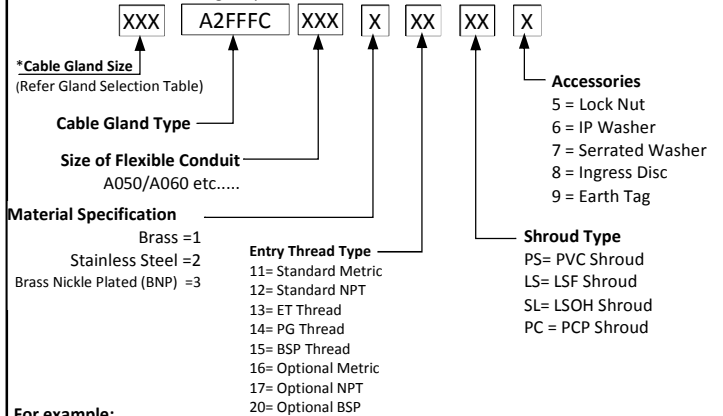 XXX A2FFFC XXX X XX XX X
*Cable Gland Size
(Refer Gland Selection Table)
Cable Gland Type
Size of Flexible Conduit
A050/A060 etc.....
Material Specification
Brass =1
Stainless Steel =2
Brass Nickle Plated (BNP) =3
Entry Thread Type
11= Standard Metric
12= Standard NPT
13= ET Thread
14= PG Thread
15= BSP Thread
16= Optional Metric
17= Optional NPT
20= Optional BSP
Accessories
5 = Lock Nut
6 = IP Washer
7 = Serrated Washer
8 = Ingress Disc
9 = Earth Tag
Shroud Type
PS= PVC Shroud
LS= LSF Shroud
SL= LSOH Shroud
PC = PCP Shroud
For example: